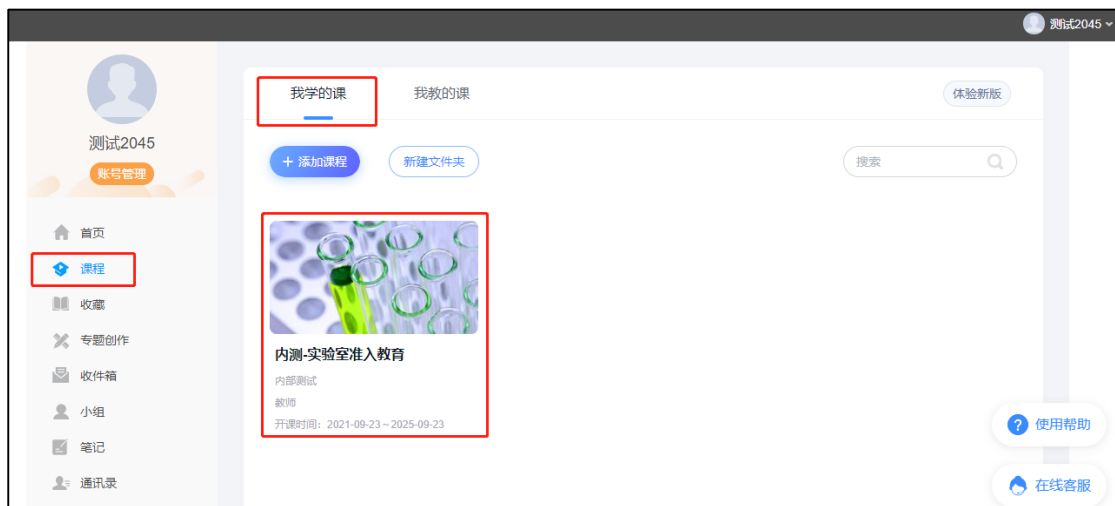 测试2045
测试2045
账号管理
首页
课程
收藏
专题创作
收件箱
小组
笔记
通讯录
我学的课
我教的课
体验新版
+ 添加课程
新建文件夹
搜索
内测-实验室准入教育
内部测试
教师
开课时间：2021-09-23～2025-09-23
? 使用帮助
在线客服